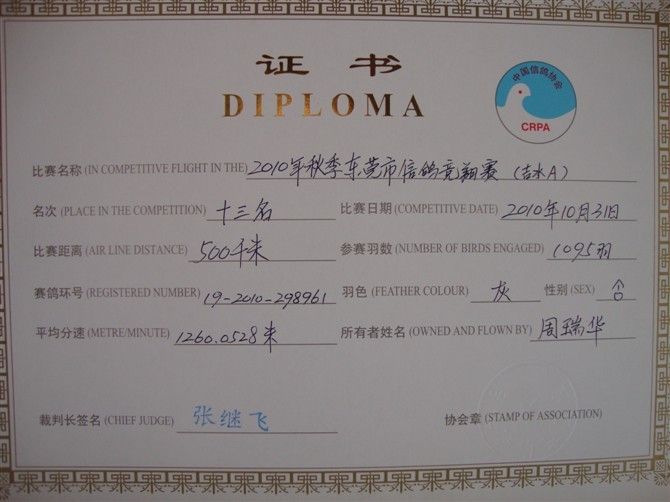 证书
DIPLOMA
中国信鸽协会
CRPA
比赛名称 (IN COMPETITIVE FLIGHT IN THE) 2010年秋季东莞市信鸽竞翔赛 (吉水A)
名次 (PLACE IN THE COMPETITION) 十三名 比赛日期 (COMPETITIVE DATE) 2010年10月31日
比赛距离 (AIR LINE DISTANCE) 500千米 参赛羽数 (NUMBER OF BIRDS ENGAGED) 1095羽
赛鸽环号 (REGISTERED NUMBER) 19-2010-298961 羽色 (FEATHER COLOUR) 灰 性别 (SEX)
平均分速 (METRE/MINUTE) 1260.0528米 所有者姓名 (OWNED AND FLOWN BY) 周瑞华
裁判长签名 (CHIEF JUDGE) 张继飞 协会章 (STAMP OF ASSOCIATION)